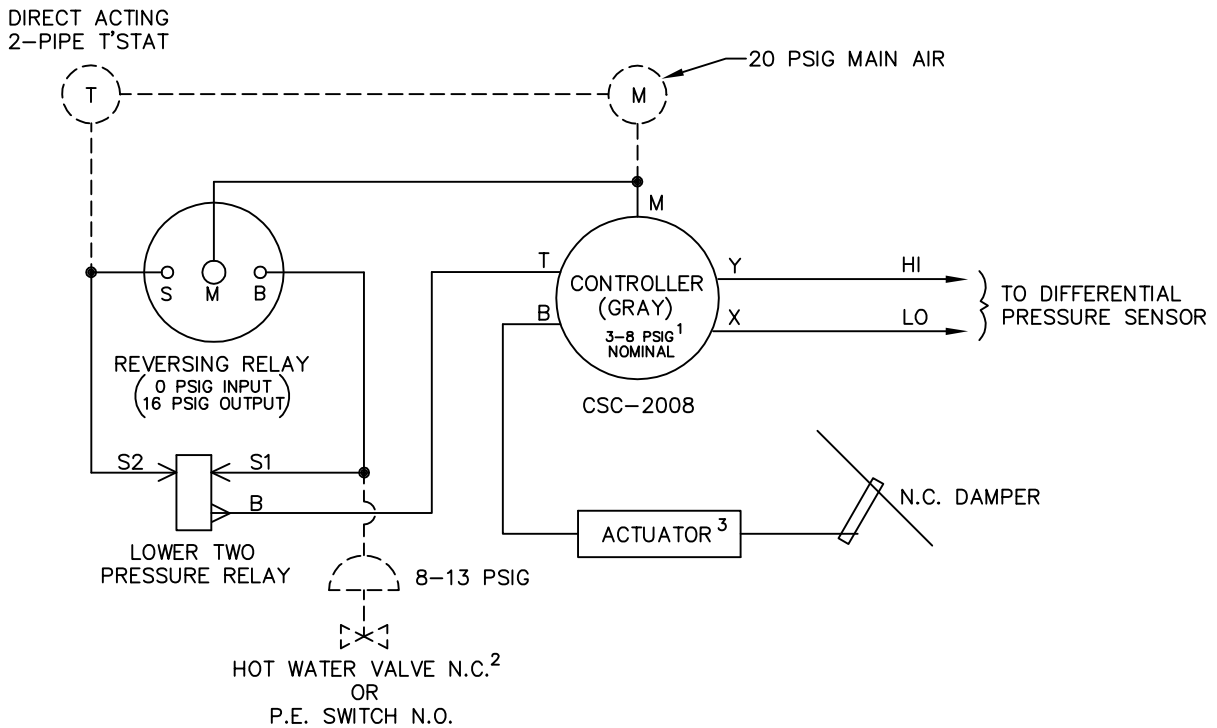 DIRECT ACTING
2-PIPE T'STAT
T
M
20 PSIG MAIN AIR
M
S
M
B
T
B
CONTROLLER
(GRAY)
3-8 PSIG¹
NOMINAL
Y
X
HI
LO
TO DIFFERENTIAL
PRESSURE SENSOR
REVERSING RELAY
(0 PSIG INPUT
16 PSIG OUTPUT)
CSC-2008
S2
S1
B
LOWER TWO
PRESSURE RELAY
8-13 PSIG
ACTUATOR³
N.C. DAMPER
HOT WATER VALVE N.C.²
OR
P.E. SWITCH N.O.